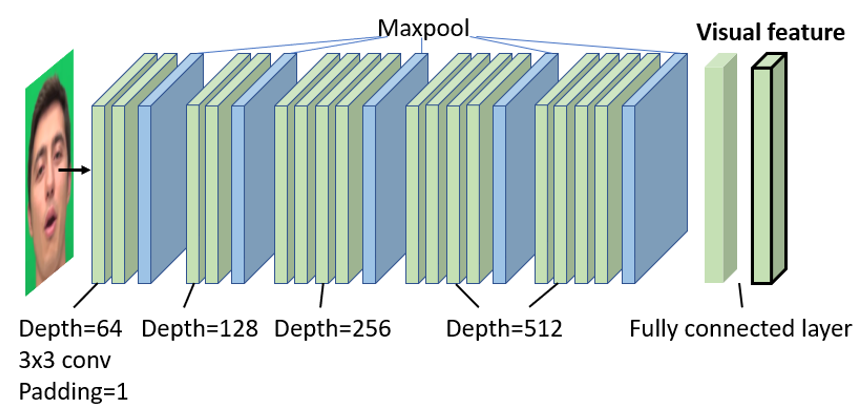 Maxpool
Visual feature
Depth=64
3x3 conv
Padding=1
Depth=128
Depth=256
Depth=512
Fully connected layer